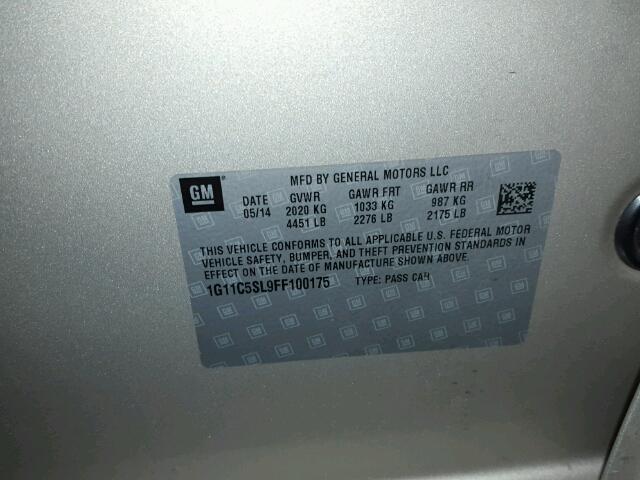 GM
MFD BY GENERAL MOTORS LLC
DATE GVWR GAWR FRT GAWR RR
05/14 2020 KG 1033 KG 987 KG
4451 LB 2276 LB 2175 LB
THIS VEHICLE CONFORMS TO ALL APPLICABLE U.S. FEDERAL MOTOR
VEHICLE SAFETY, BUMPER, AND THEFT PREVENTION STANDARDS IN
EFFECT ON THE DATE OF MANUFACTURE SHOWN ABOVE.
1G11C5SL9FF100175 TYPE: PASS CAR